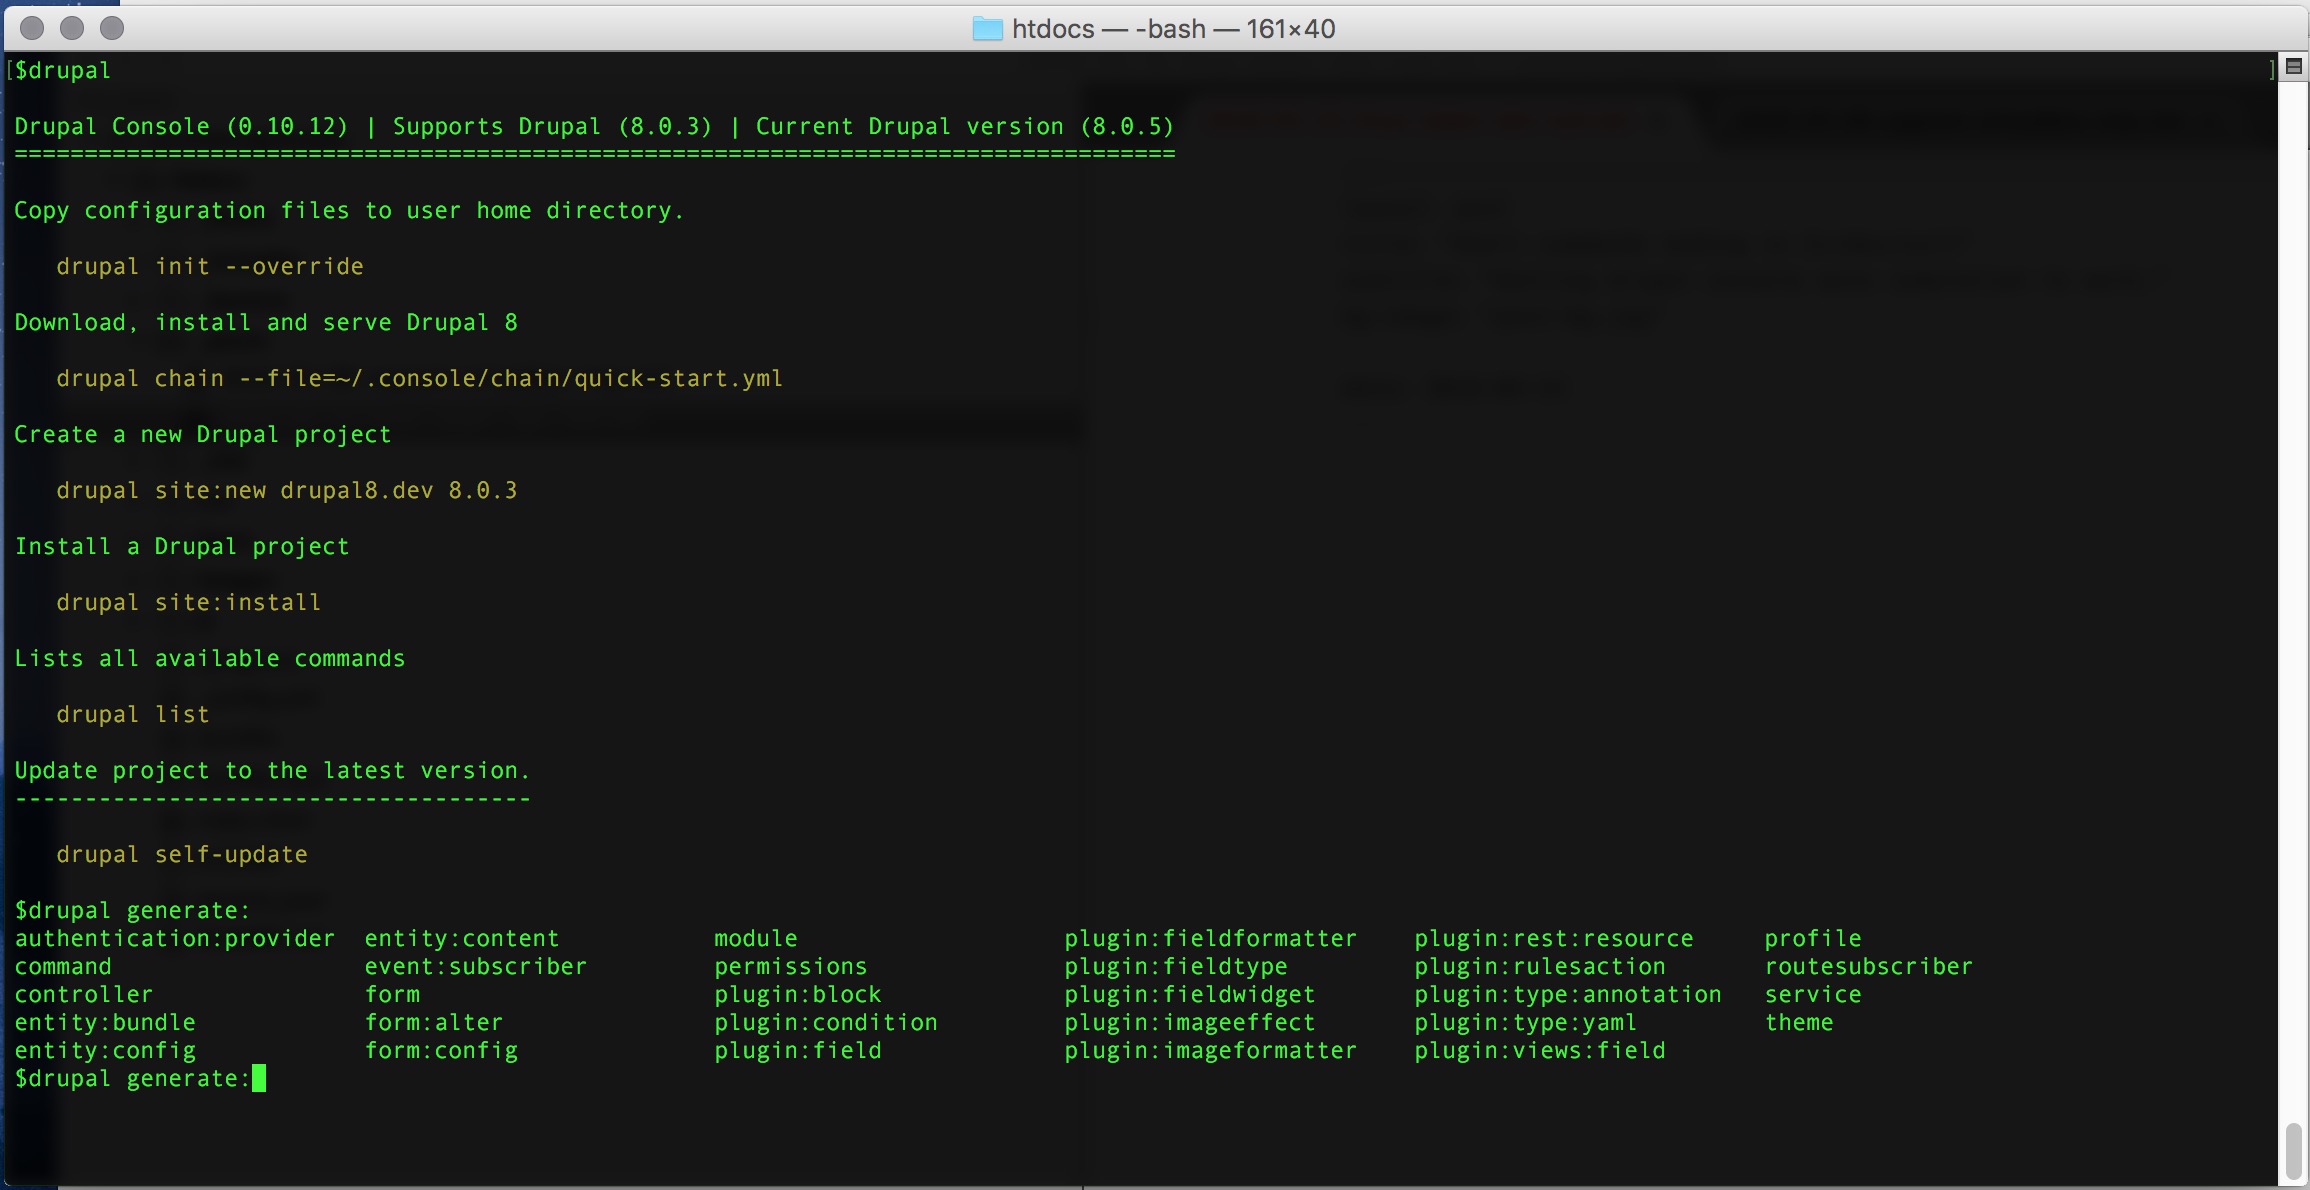 htdocs — -bash — 161×40
[$drupal ]
Drupal Console (0.10.12) | Supports Drupal (8.0.3) | Current Drupal version (8.0.5)
===================================================================================
Copy configuration files to user home directory.
drupal init --override
Download, install and serve Drupal 8
drupal chain --file=~/.console/chain/quick-start.yml
Create a new Drupal project
drupal site:new drupal8.dev 8.0.3
Install a Drupal project
drupal site:install
Lists all available commands
drupal list
Update project to the latest version.
-------------------------------------
drupal self-update
$drupal generate:
authentication:provider entity:content module plugin:fieldformatter plugin:rest:resource profile
command event:subscriber permissions plugin:fieldtype plugin:rulesaction routesubscriber
controller form plugin:block plugin:fieldwidget plugin:type:annotation service
entity:bundle form:alter plugin:condition plugin:imageeffect plugin:type:yaml theme
entity:config form:config plugin:field plugin:imageformatter plugin:views:field
$drupal generate: